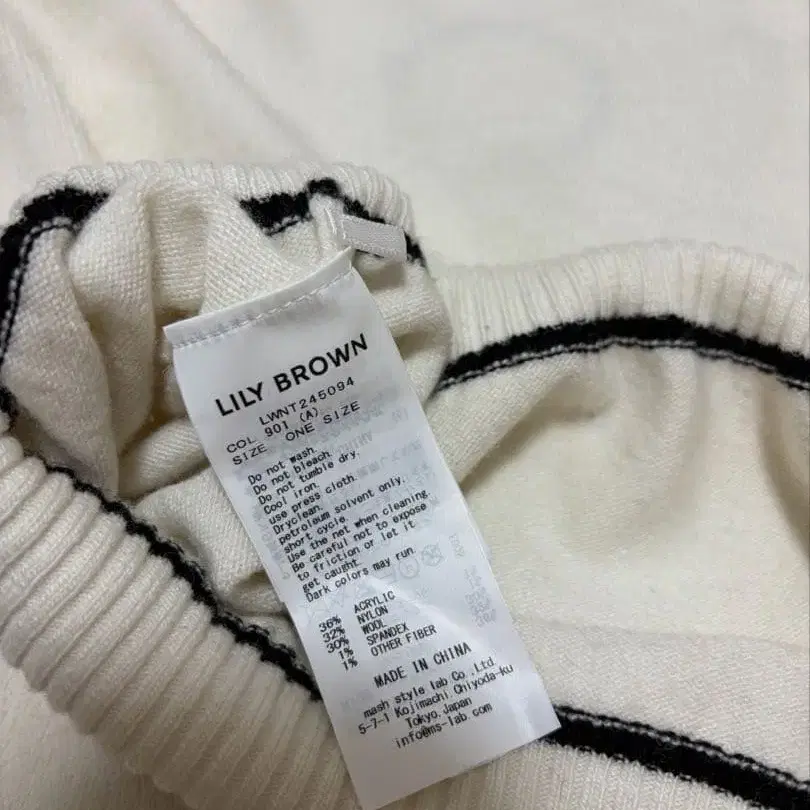 LILY BROWN
LWNT245094
COL 901 (A)
SIZE ONE SIZE
Do not wash.
Do not bleach.
Do not tumble dry.
Cool iron.
use press cloth.
Dryclean.
petroleum solvent only.
short cycle.
Use the net when cleaning.
Be careful not to expose
to friction or let it
get caught.
Dark colors may run.
36% ACRYLIC
32% NYLON
30% WOOL
1% SPANDEX
1% OTHER FIBER
MADE IN CHINA
mash style lab Co., Ltd.
5-7-1 Kojimachi, Chiyoda-ku
Tokyo, Japan
info@ms-lab.com